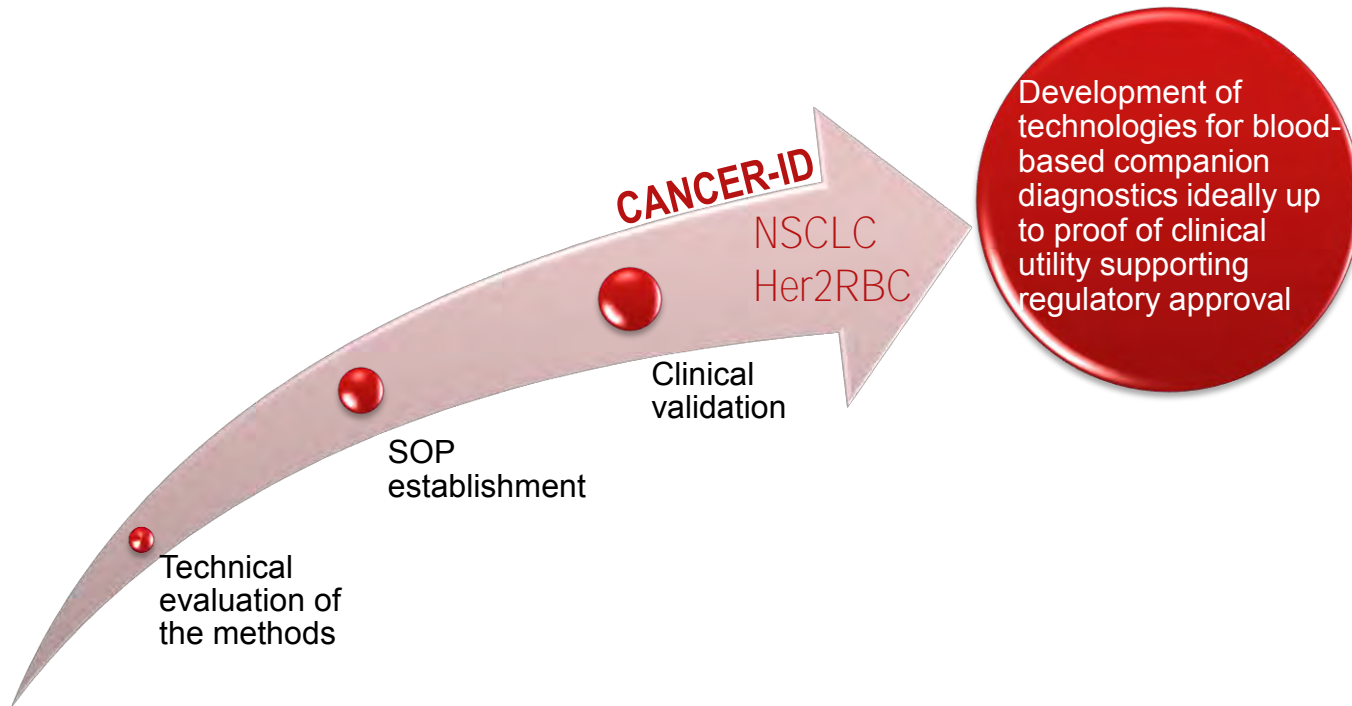 CANCER-ID
NSCLC
Her2RBC
Development of
technologies for blood-
based companion
diagnostics ideally up
to proof of clinical
utility supporting
regulatory approval
Clinical
validation
SOP
establishment
Technical
evaluation of
the methods